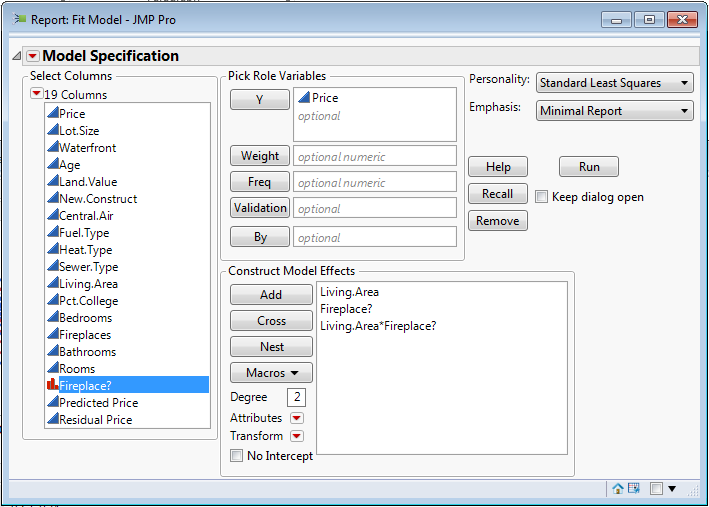 Report: Fit Model - JMP Pro
Model Specification
Select Columns
19 Columns
Price
Lot.Size
Waterfront
Age
Land.Value
New.Construct
Central.Air
Fuel.Type
Heat.Type
Sewer.Type
Living.Area
Pct.College
Bedrooms
Fireplaces
Bathrooms
Rooms
Fireplace?
Predicted Price
Residual Price
Pick Role Variables
Y
Price
optional
Weight optional numeric
Freq optional numeric
Validation optional
By optional
Personality: Standard Least Squares
Emphasis: Minimal Report
Help Run
Recall Keep dialog open
Remove
Construct Model Effects
Add
Cross
Nest
Macros
Degree 2
Attributes
Transform
No Intercept
Living.Area
Fireplace?
Living.Area*Fireplace?